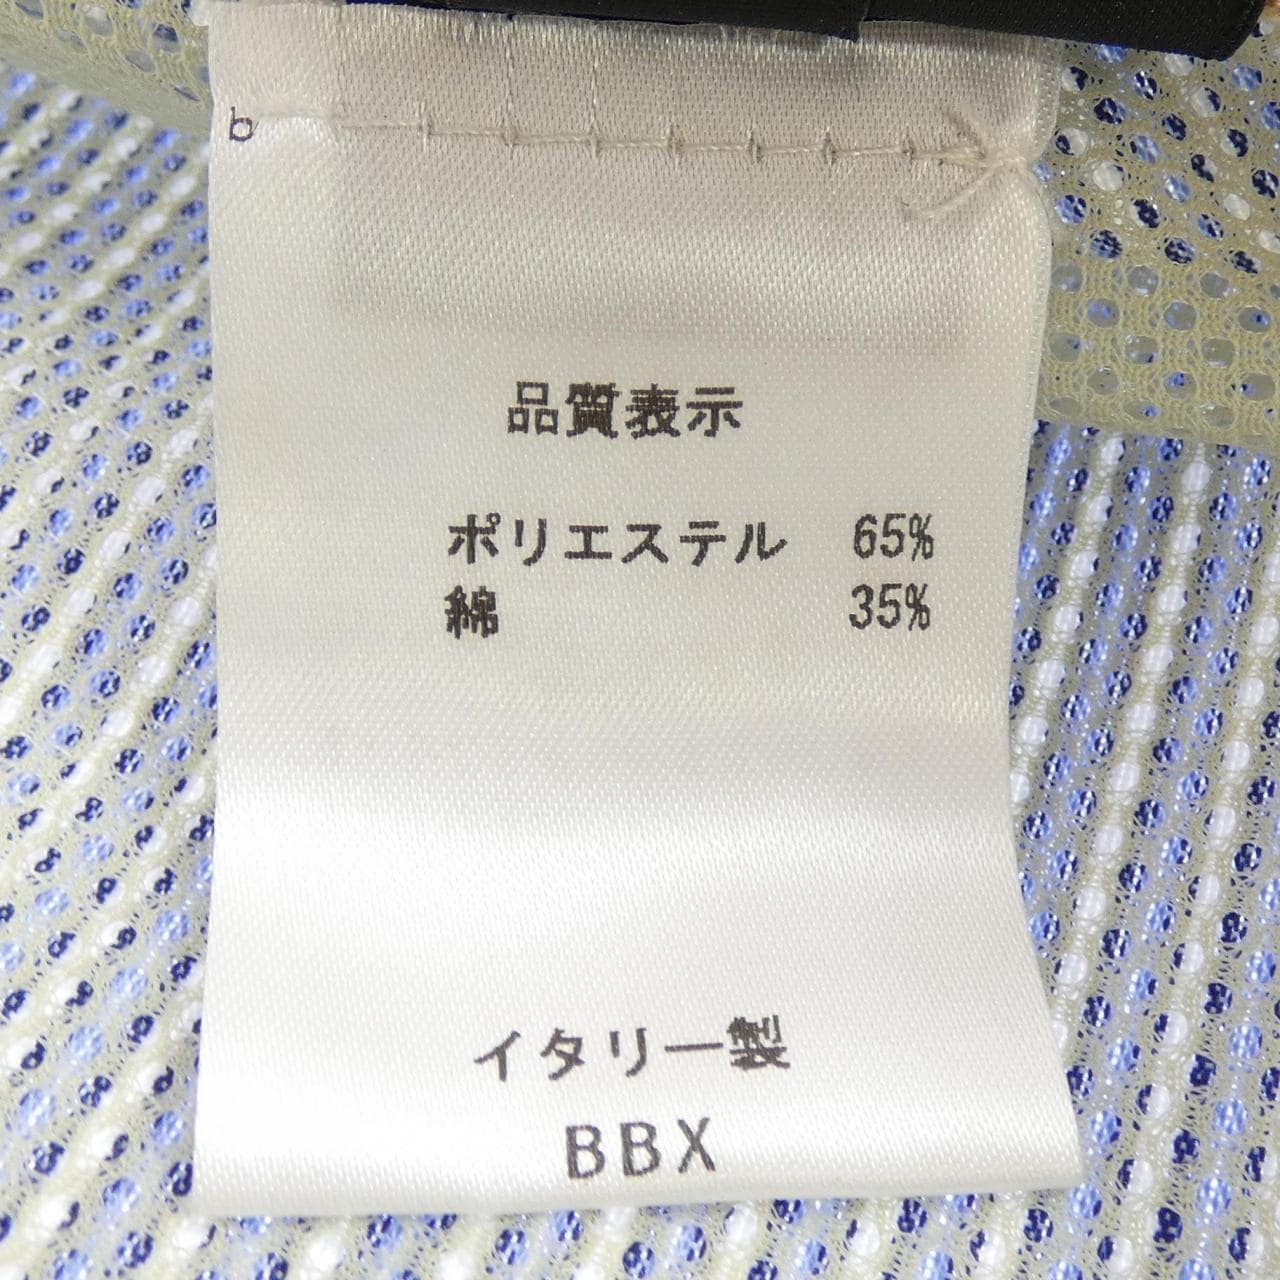 b
品質表示
ポリエステル 65%
綿 35%
イタリー製
BBX